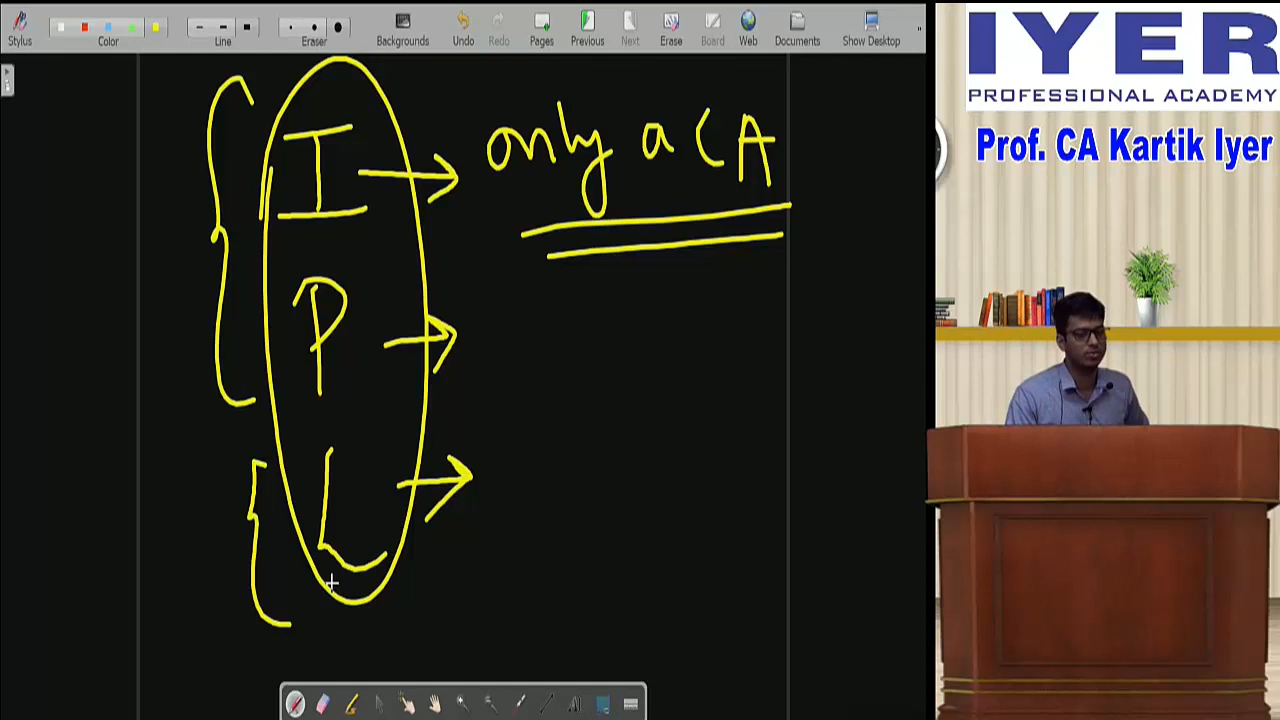 Stylus
Color
Line
Eraser
Backgrounds
Undo
Redo
Pages
Previous
Next
Erase
Board
Web
Documents
Show Desktop
IYER
PROFESSIONAL ACADEMY
Prof. CA Kartik Iyer
I → only a CA
P →
L →